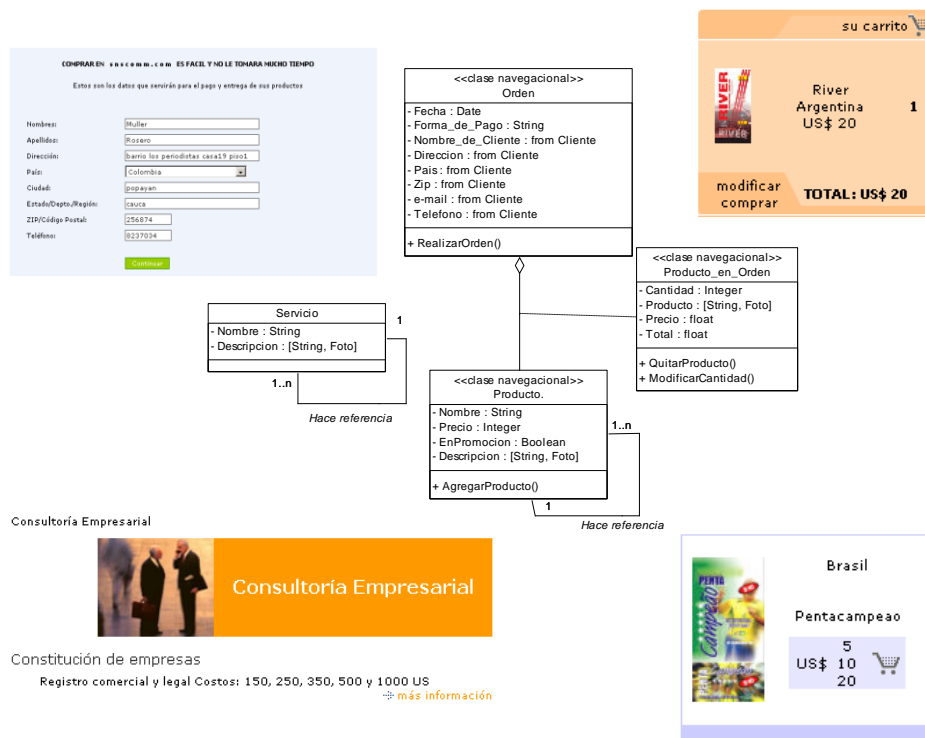 COMPRAR EN snscomm.com ES FACIL Y NO LE TOMARA MUCHO TIEMPO
Estos son los datos que servirán para el pago y entrega de sus productos
Nombres: Muller
Apellidos: Rosero
Dirección: barrio los periodistas casa19 piso1
País: Colombia
Ciudad: popayan
Estado/Depto./Región: cauca
ZIP/Código Postal: 256874
Teléfono: 8237034
Continuar
<<clase navegacional>>
Orden
- Fecha : Date
- Forma_de_Pago : String
- Nombre_de_Cliente : from Cliente
- Direccion : from Cliente
- Pais : from Cliente
- Zip : from Cliente
- e-mail : from Cliente
- Telefono : from Cliente
+ RealizarOrden()
su carrito
RIVER
RIVER
River
Argentina
US$ 20
1
modificar
comprar
TOTAL: US$ 20
<<clase navegacional>>
Producto_en_Orden
- Cantidad : Integer
- Producto : [String, Foto]
- Precio : float
- Total : float
+ QuitarProducto()
+ ModificarCantidad()
Servicio
- Nombre : String
- Descripcion : [String, Foto]
1
1..n
Hace referencia
<<clase navegacional>>
Producto.
- Nombre : String
- Precio : Integer
- EnPromocion : Boolean
- Descripcion : [String, Foto]
+ AgregarProducto()
1..n
1
Hace referencia
Consultoría Empresarial
Consultoría Empresarial
Constitución de empresas
Registro comercial y legal Costos: 150, 250, 350, 500 y 1000 US
más información
PENTA
Campeão
Brasil
Pentacampeao
5
US$ 10
20